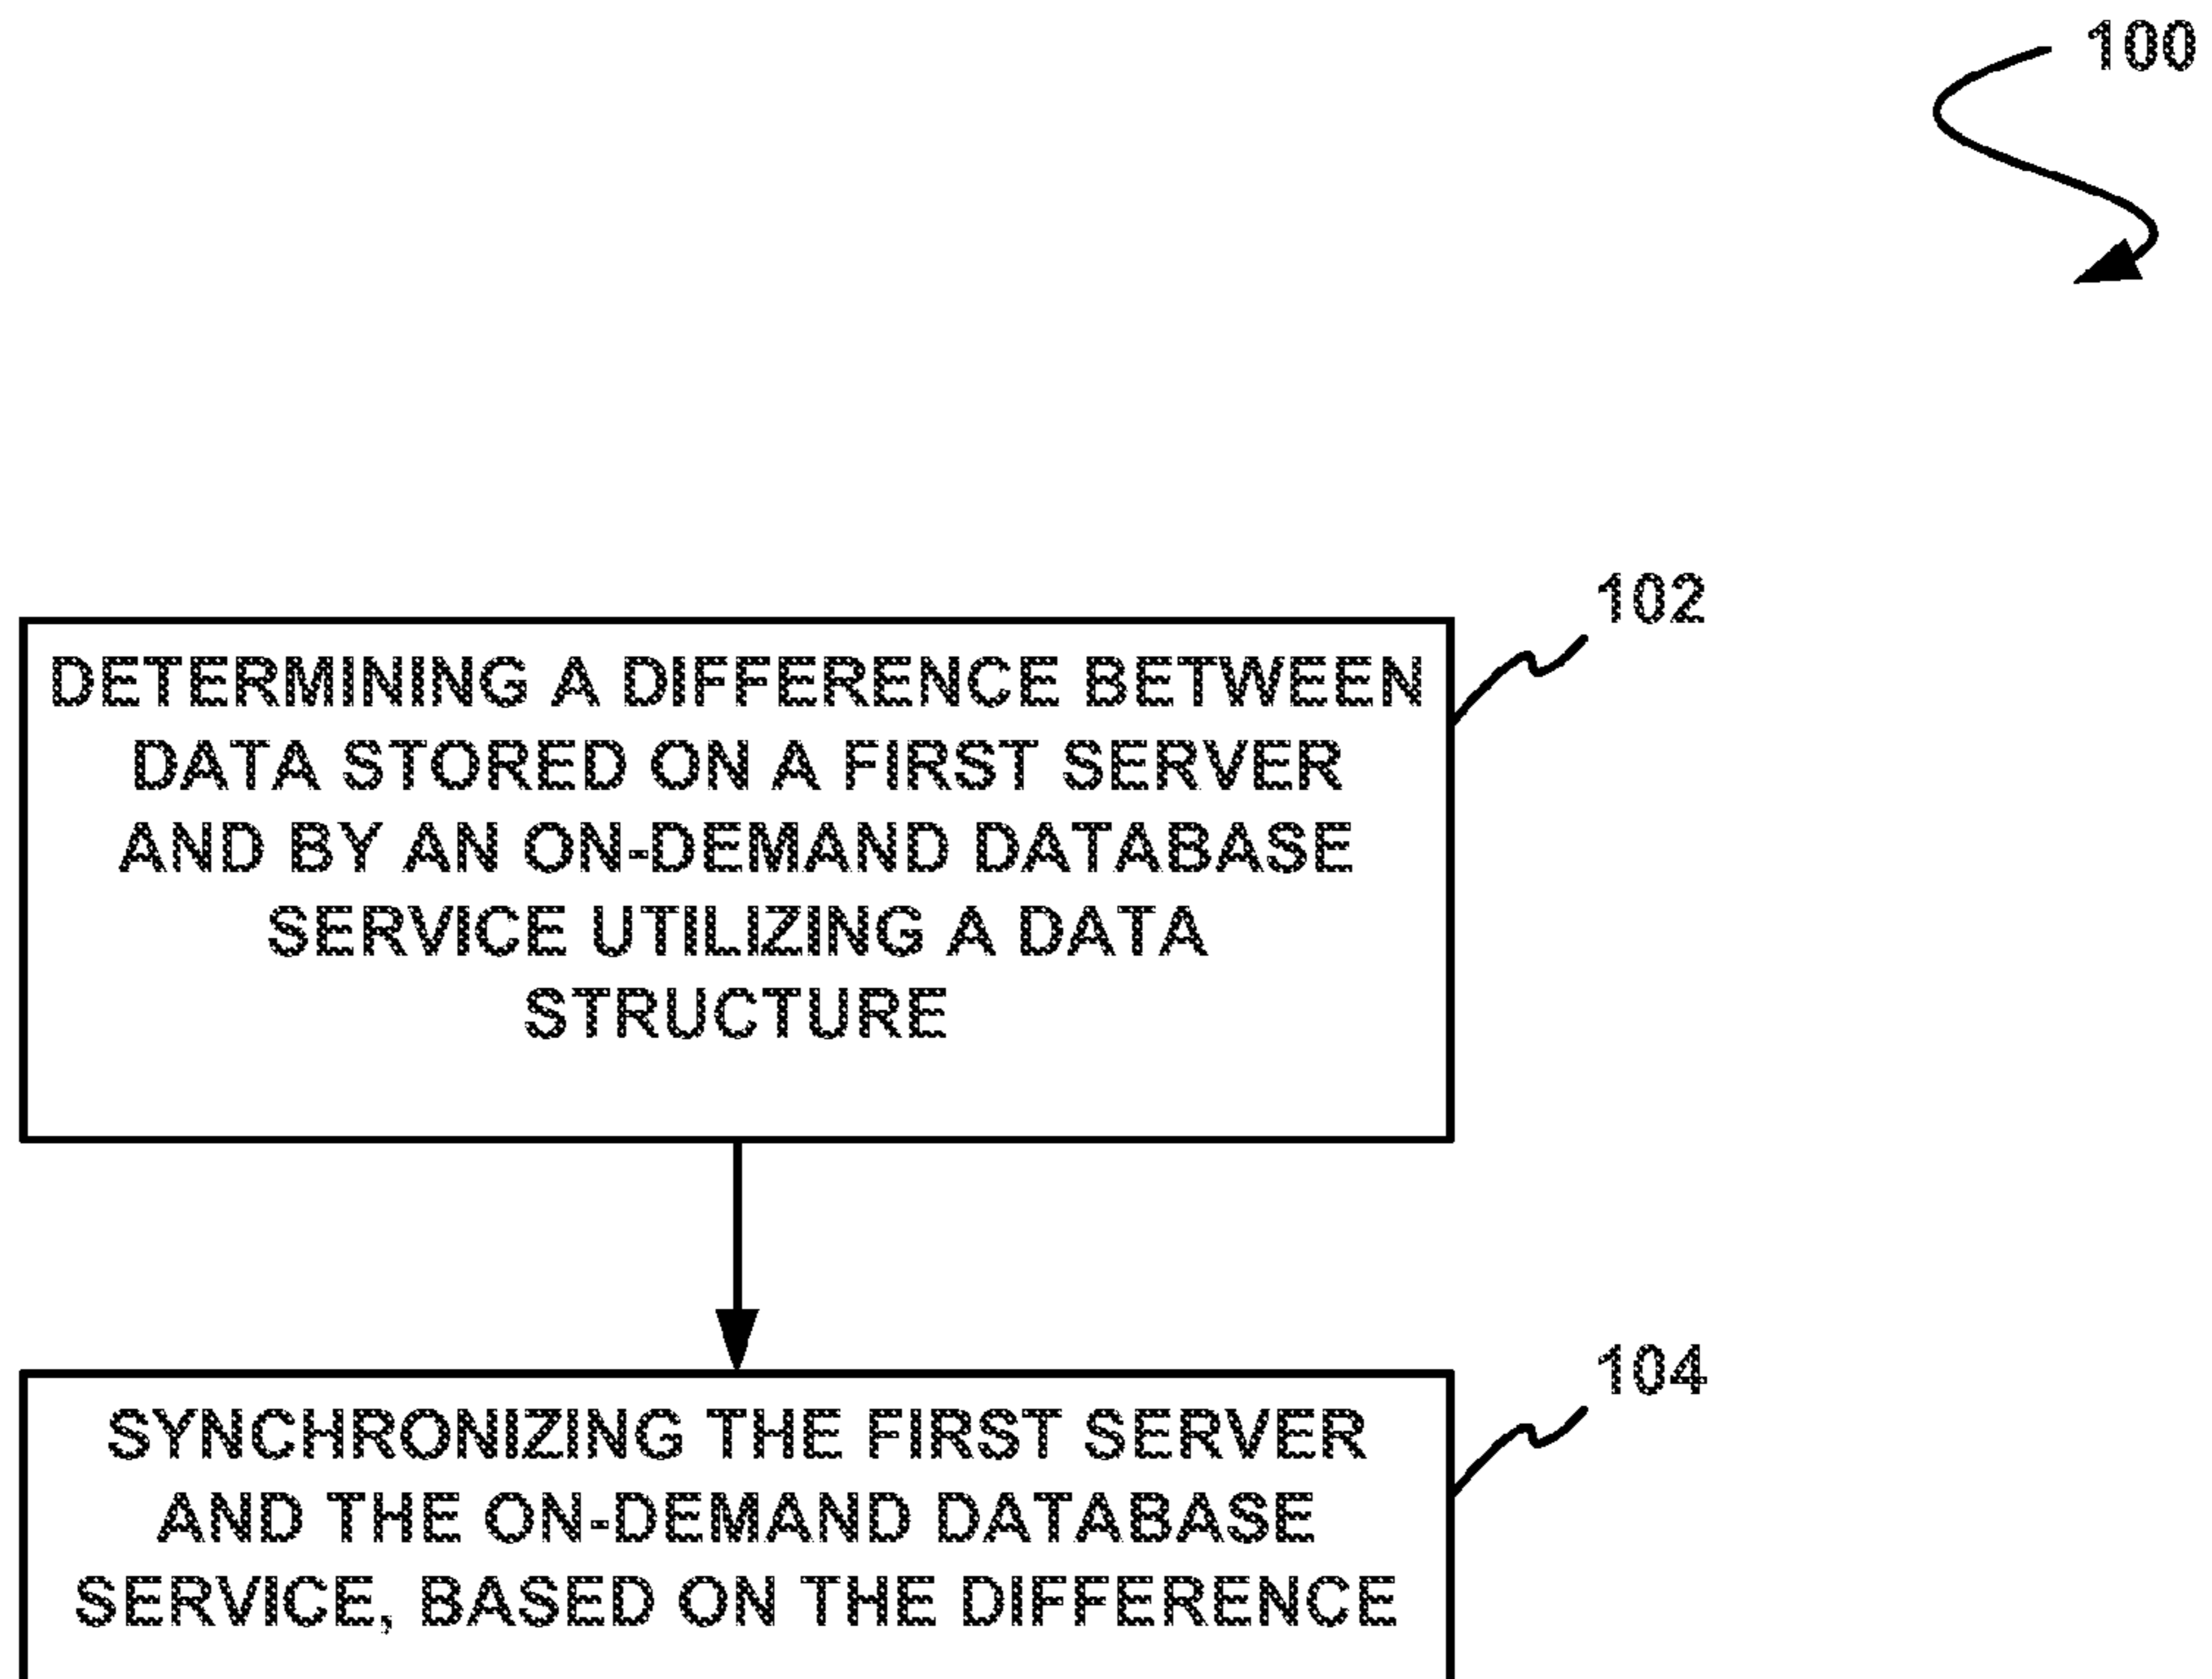 100
102
DETERMINING A DIFFERENCE BETWEEN
DATA STORED ON A FIRST SERVER
AND BY AN ON-DEMAND DATABASE
SERVICE UTILIZING A DATA
STRUCTURE
104
SYNCHRONIZING THE FIRST SERVER
AND THE ON-DEMAND DATABASE
SERVICE, BASED ON THE DIFFERENCE